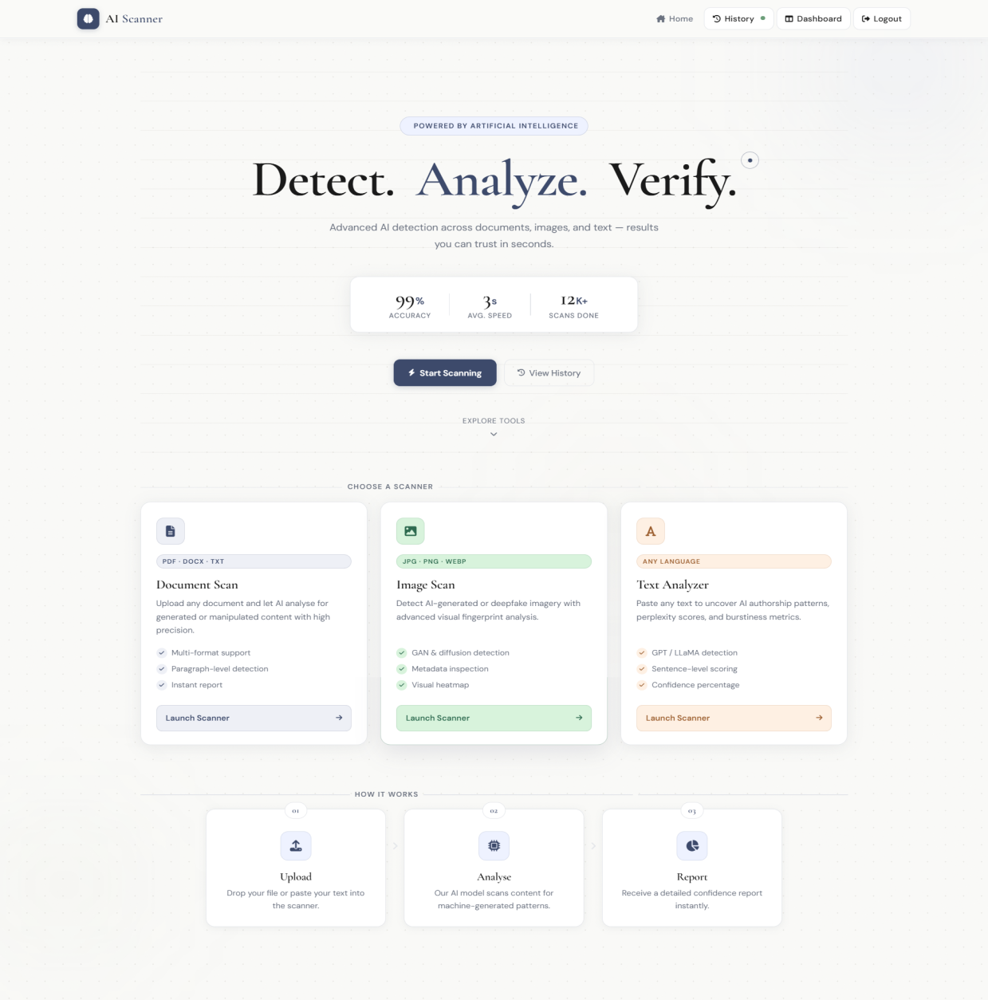 AI Scanner
Home
History
Dashboard
Logout
POWERED BY ARTIFICIAL INTELLIGENCE
Detect. Analyze. Verify.
Advanced AI detection across documents, images, and text — results
you can trust in seconds.
99%
ACCURACY
3s
AVG. SPEED
12K+
SCANS DONE
Start Scanning
View History
EXPLORE TOOLS
CHOOSE A SCANNER
PDF · DOCX · TXT
Document Scan
Upload any document and let AI analyse for
generated or manipulated content with high
precision.
Multi-format support
Paragraph-level detection
Instant report
Launch Scanner
JPG · PNG · WEBP
Image Scan
Detect AI-generated or deepfake imagery with
advanced visual fingerprint analysis.
GAN & diffusion detection
Metadata inspection
Visual heatmap
Launch Scanner
ANY LANGUAGE
Text Analyzer
Paste any text to uncover AI authorship patterns,
perplexity scores, and burstiness metrics.
GPT / LLaMA detection
Sentence-level scoring
Confidence percentage
Launch Scanner
HOW IT WORKS
01
Upload
Drop your file or paste your text into
the scanner.
02
Analyse
Our AI model scans content for
machine-generated patterns.
03
Report
Receive a detailed confidence report
instantly.